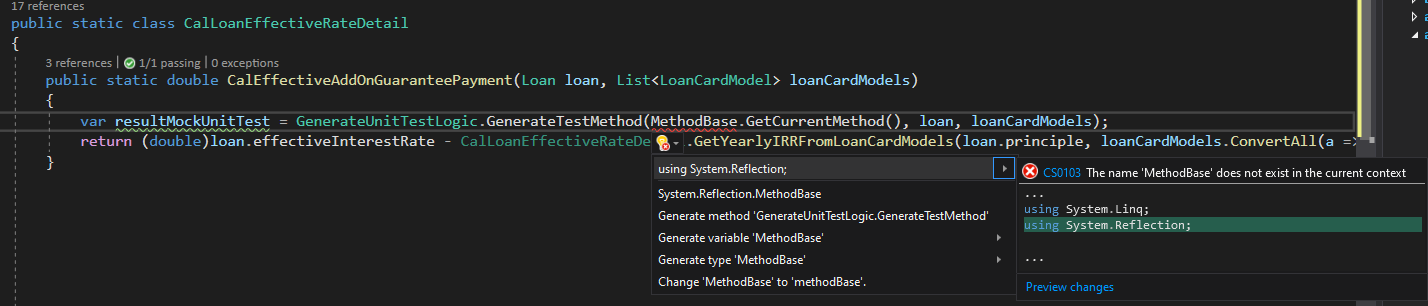 17 references
public static class CalLoanEffectiveRateDetail
{
3 references | 1/1 passing | 0 exceptions
public static double CalEffectiveAddOnGuaranteePayment(Loan loan, List<LoanCardModel> loanCardModels)
{
var resultMockUnitTest = GenerateUnitTestLogic.GenerateTestMethod(MethodBase.GetCurrentMethod(), loan, loanCardModels);
return (double)loan.effectiveInterestRate - CalLoanEffectiveRateDe .GetYearlyIRRFromLoanCardModels(loan.principle, loanCardModels.ConvertAll(a =>
}
using System.Reflection;
System.Reflection.MethodBase
Generate method 'GenerateUnitTestLogic.GenerateTestMethod'
Generate variable 'MethodBase'
Generate type 'MethodBase'
Change 'MethodBase' to 'methodBase'.
CS0103 The name 'MethodBase' does not exist in the current context
...
using System.Linq;
using System.Reflection;
...
Preview changes